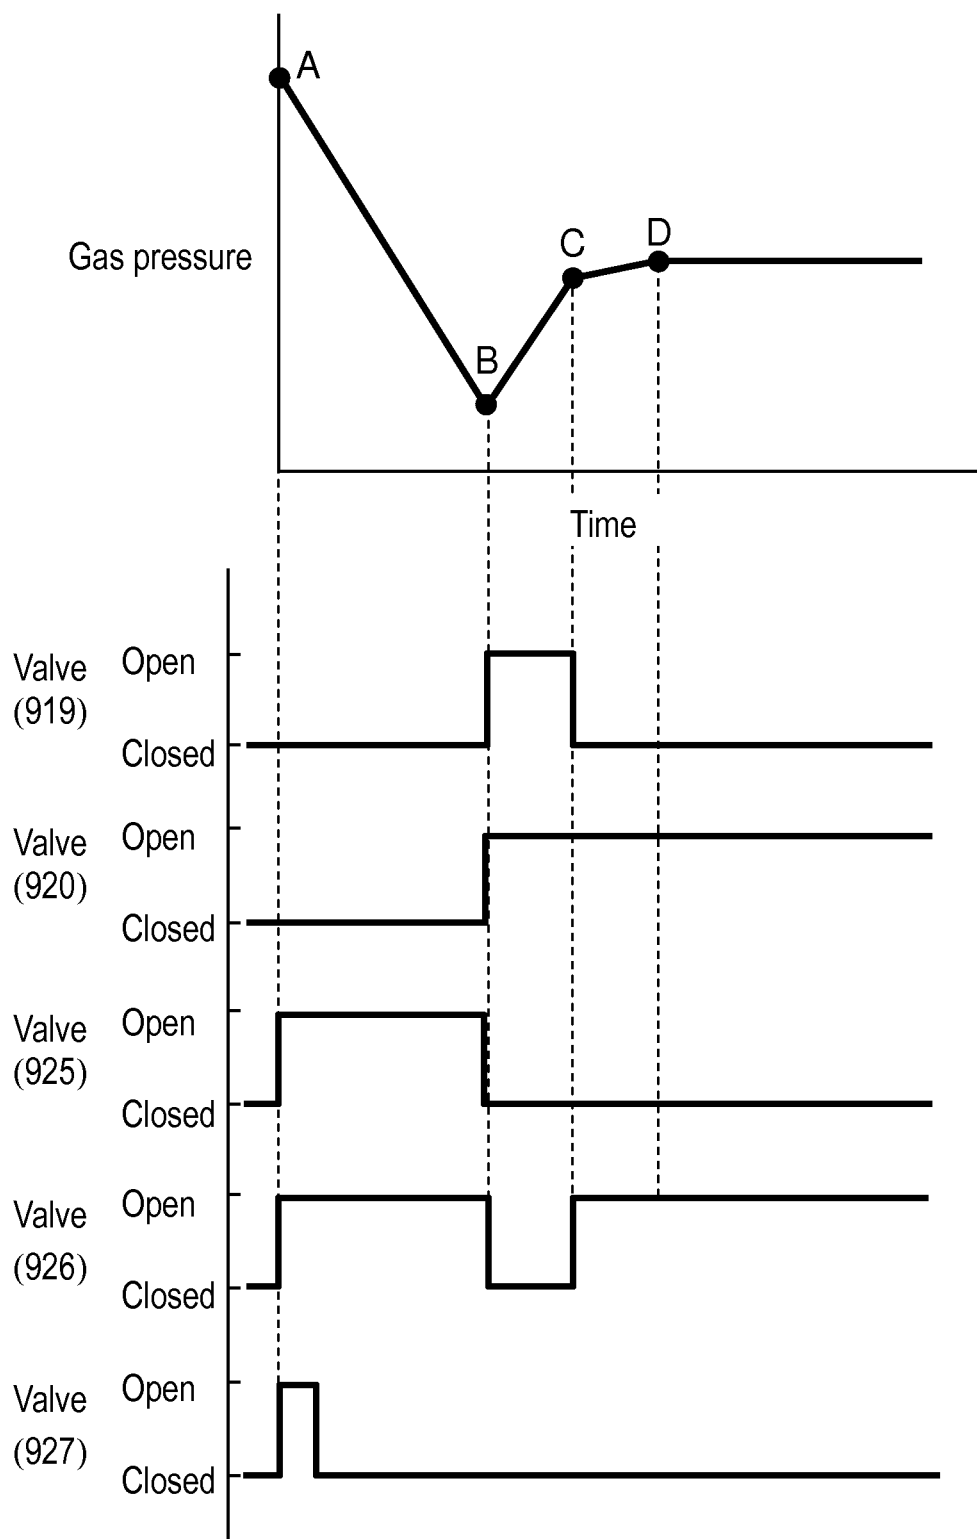 A
Gas pressure
B
C
D
Time
Valve
(919)
Open
Closed
Valve
(920)
Open
Closed
Valve
(925)
Open
Closed
Valve
(926)
Open
Closed
Valve
(927)
Open
Closed